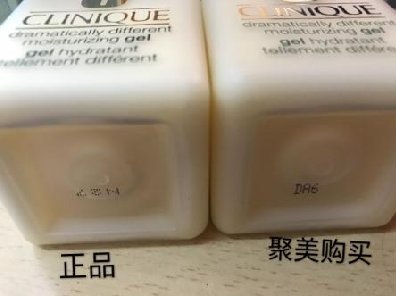 CLINIQUE
dramatically different
moisturizing gel
gel hydratant
tellement différent
CLINIQUE
dramatically different
moisturizing gel
gel hydratant
tellement différent
DA6
正品
聚美购买